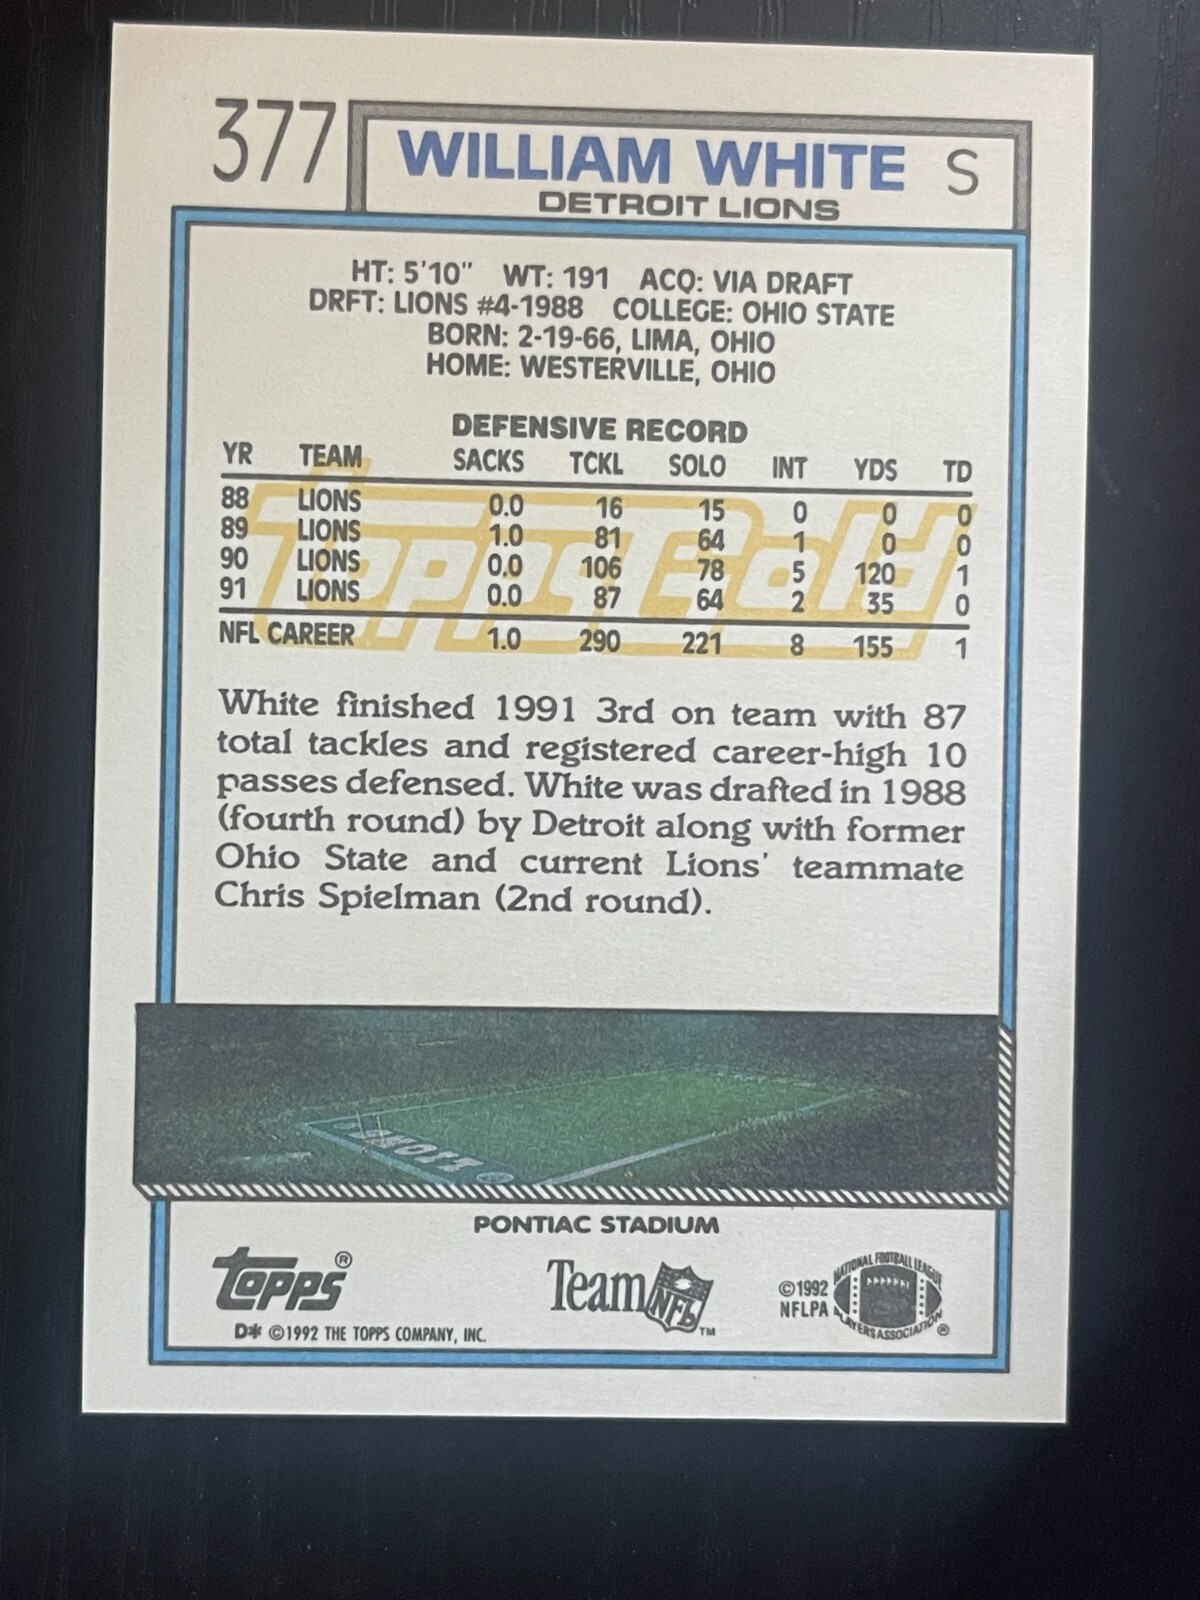 377
WILLIAM WHITE S
DETROIT LIONS
HT: 5'10" WT: 191 ACQ: VIA DRAFT
DRFT: LIONS #4-1988 COLLEGE: OHIO STATE
BORN: 2-19-66, LIMA, OHIO
HOME: WESTERVILLE, OHIO
DEFENSIVE RECORD
YR TEAM SACKS TCKL SOLO INT YDS TD
88 LIONS 0.0 16 15 0 0 0
89 LIONS 1.0 81 64 1 0 0
90 LIONS 0.0 106 78 5 120 1
91 LIONS 0.0 87 64 2 35 0
NFL CAREER 1.0 290 221 8 155 1
ToppsGold
White finished 1991 3rd on team with 87
total tackles and registered career-high 10
passes defensed. White was drafted in 1988
(fourth round) by Detroit along with former
Ohio State and current Lions' teammate
Chris Spielman (2nd round).
PONTIAC STADIUM
TOPPS®
D* ©1992 THE TOPPS COMPANY, INC.
Team NFL™
©1992
NFLPA
NATIONAL FOOTBALL LEAGUE
PLAYERS ASSOCIATION®